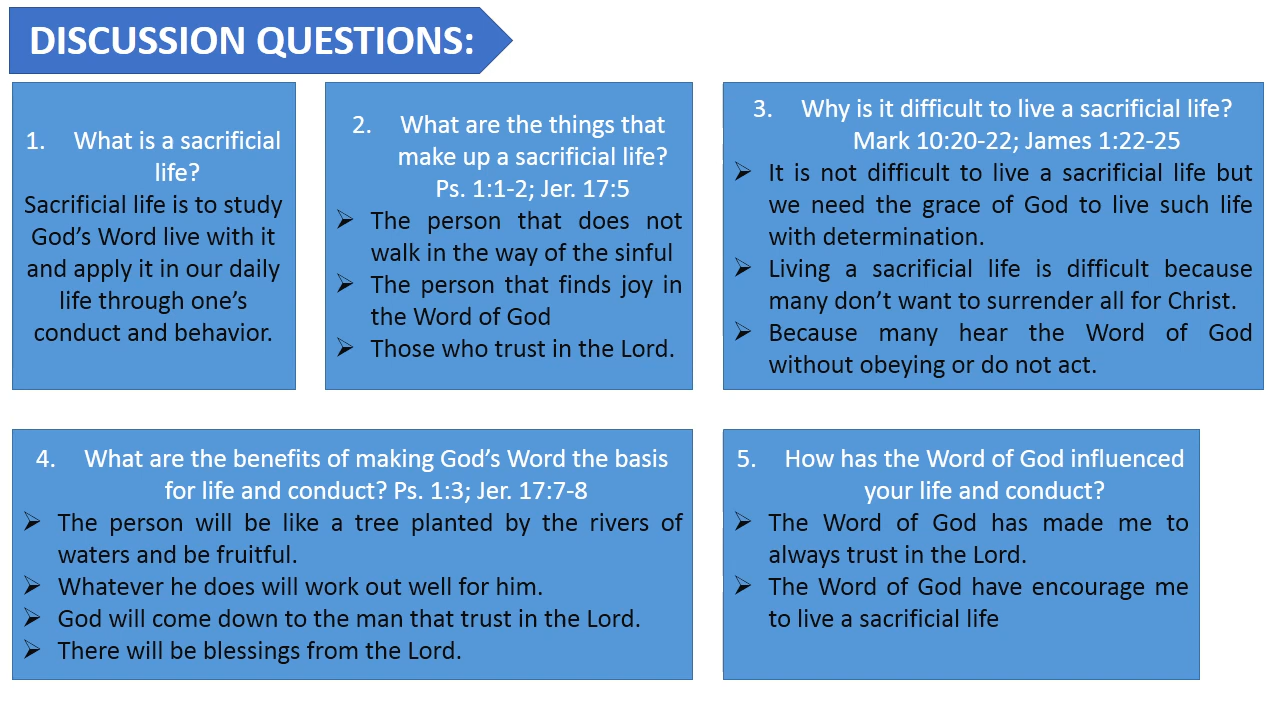 DISCUSSION QUESTIONS:
1. What is a sacrificial
life?
Sacrificial life is to study
God's Word live with it
and apply it in our daily
life through one's
conduct and behavior.
2. What are the things that
make up a sacrificial life?
Ps. 1:1-2; Jer. 17:5
➢ The person that does not
walk in the way of the sinful
➢ The person that finds joy in
the Word of God
➢ Those who trust in the Lord.
3. Why is it difficult to live a sacrificial life?
Mark 10:20-22; James 1:22-25
➢ It is not difficult to live a sacrificial life but
we need the grace of God to live such life
with determination.
➢ Living a sacrificial life is difficult because
many don't want to surrender all for Christ.
➢ Because many hear the Word of God
without obeying or do not act.
4. What are the benefits of making God's Word the basis
for life and conduct? Ps. 1:3; Jer. 17:7-8
➢ The person will be like a tree planted by the rivers of
waters and be fruitful.
➢ Whatever he does will work out well for him.
➢ God will come down to the man that trust in the Lord.
➢ There will be blessings from the Lord.
5. How has the Word of God influenced
your life and conduct?
➢ The Word of God has made me to
always trust in the Lord.
➢ The Word of God have encourage me
to live a sacrificial life